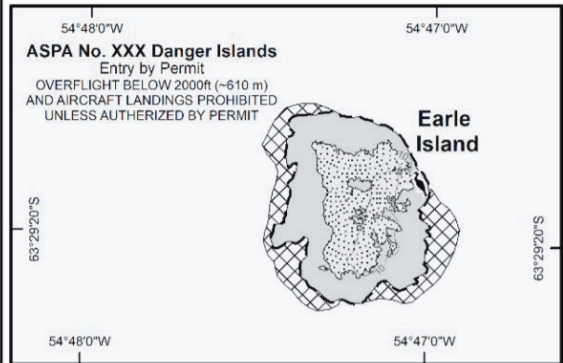 54°48'0"W 54°47'0"W
ASPA No. XXX Danger Islands
Entry by Permit
OVERFLIGHT BELOW 2000ft (~610 m)
AND AIRCRAFT LANDINGS PROHIBITED
UNLESS AUTHERIZED BY PERMIT
Earle
Island
63°29'20"S 63°29'20"S
54°48'0"W 54°47'0"W